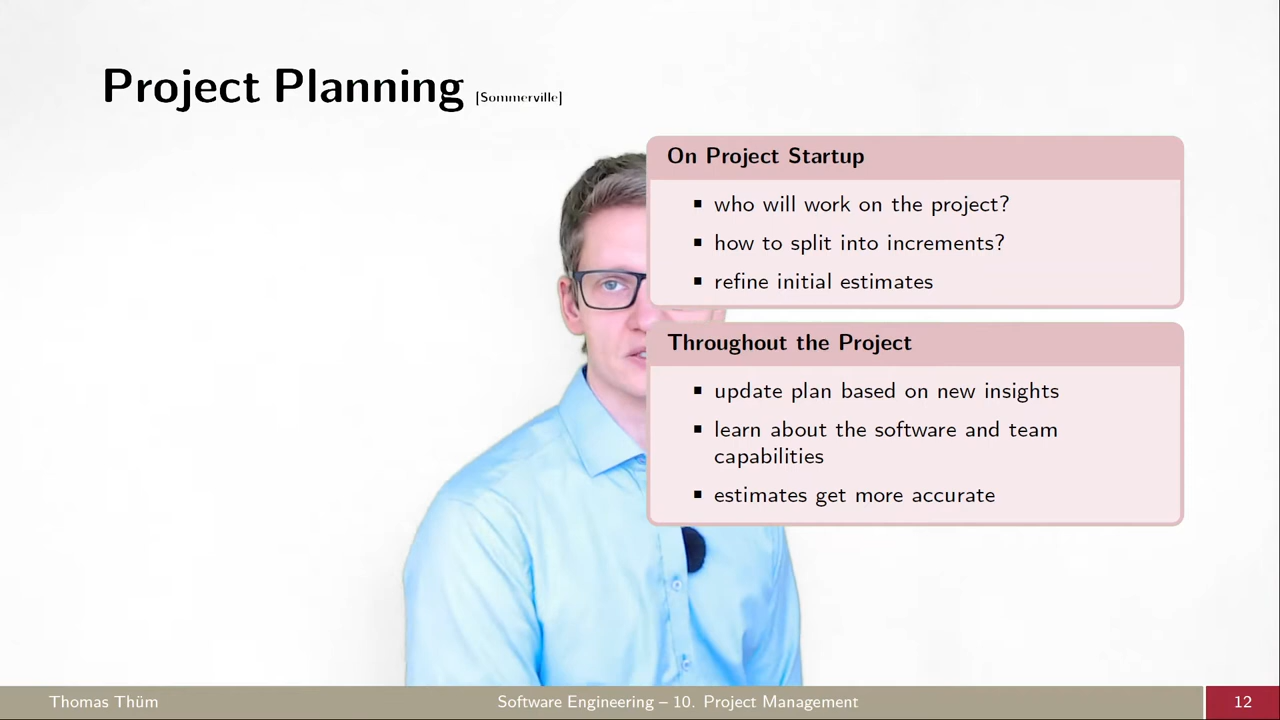 Project Planning [Sommerville]
On Project Startup
▪ who will work on the project?
▪ how to split into increments?
▪ refine initial estimates
Throughout the Project
▪ update plan based on new insights
▪ learn about the software and team
capabilities
▪ estimates get more accurate
Thomas Thüm
Software Engineering – 10. Project Management
12